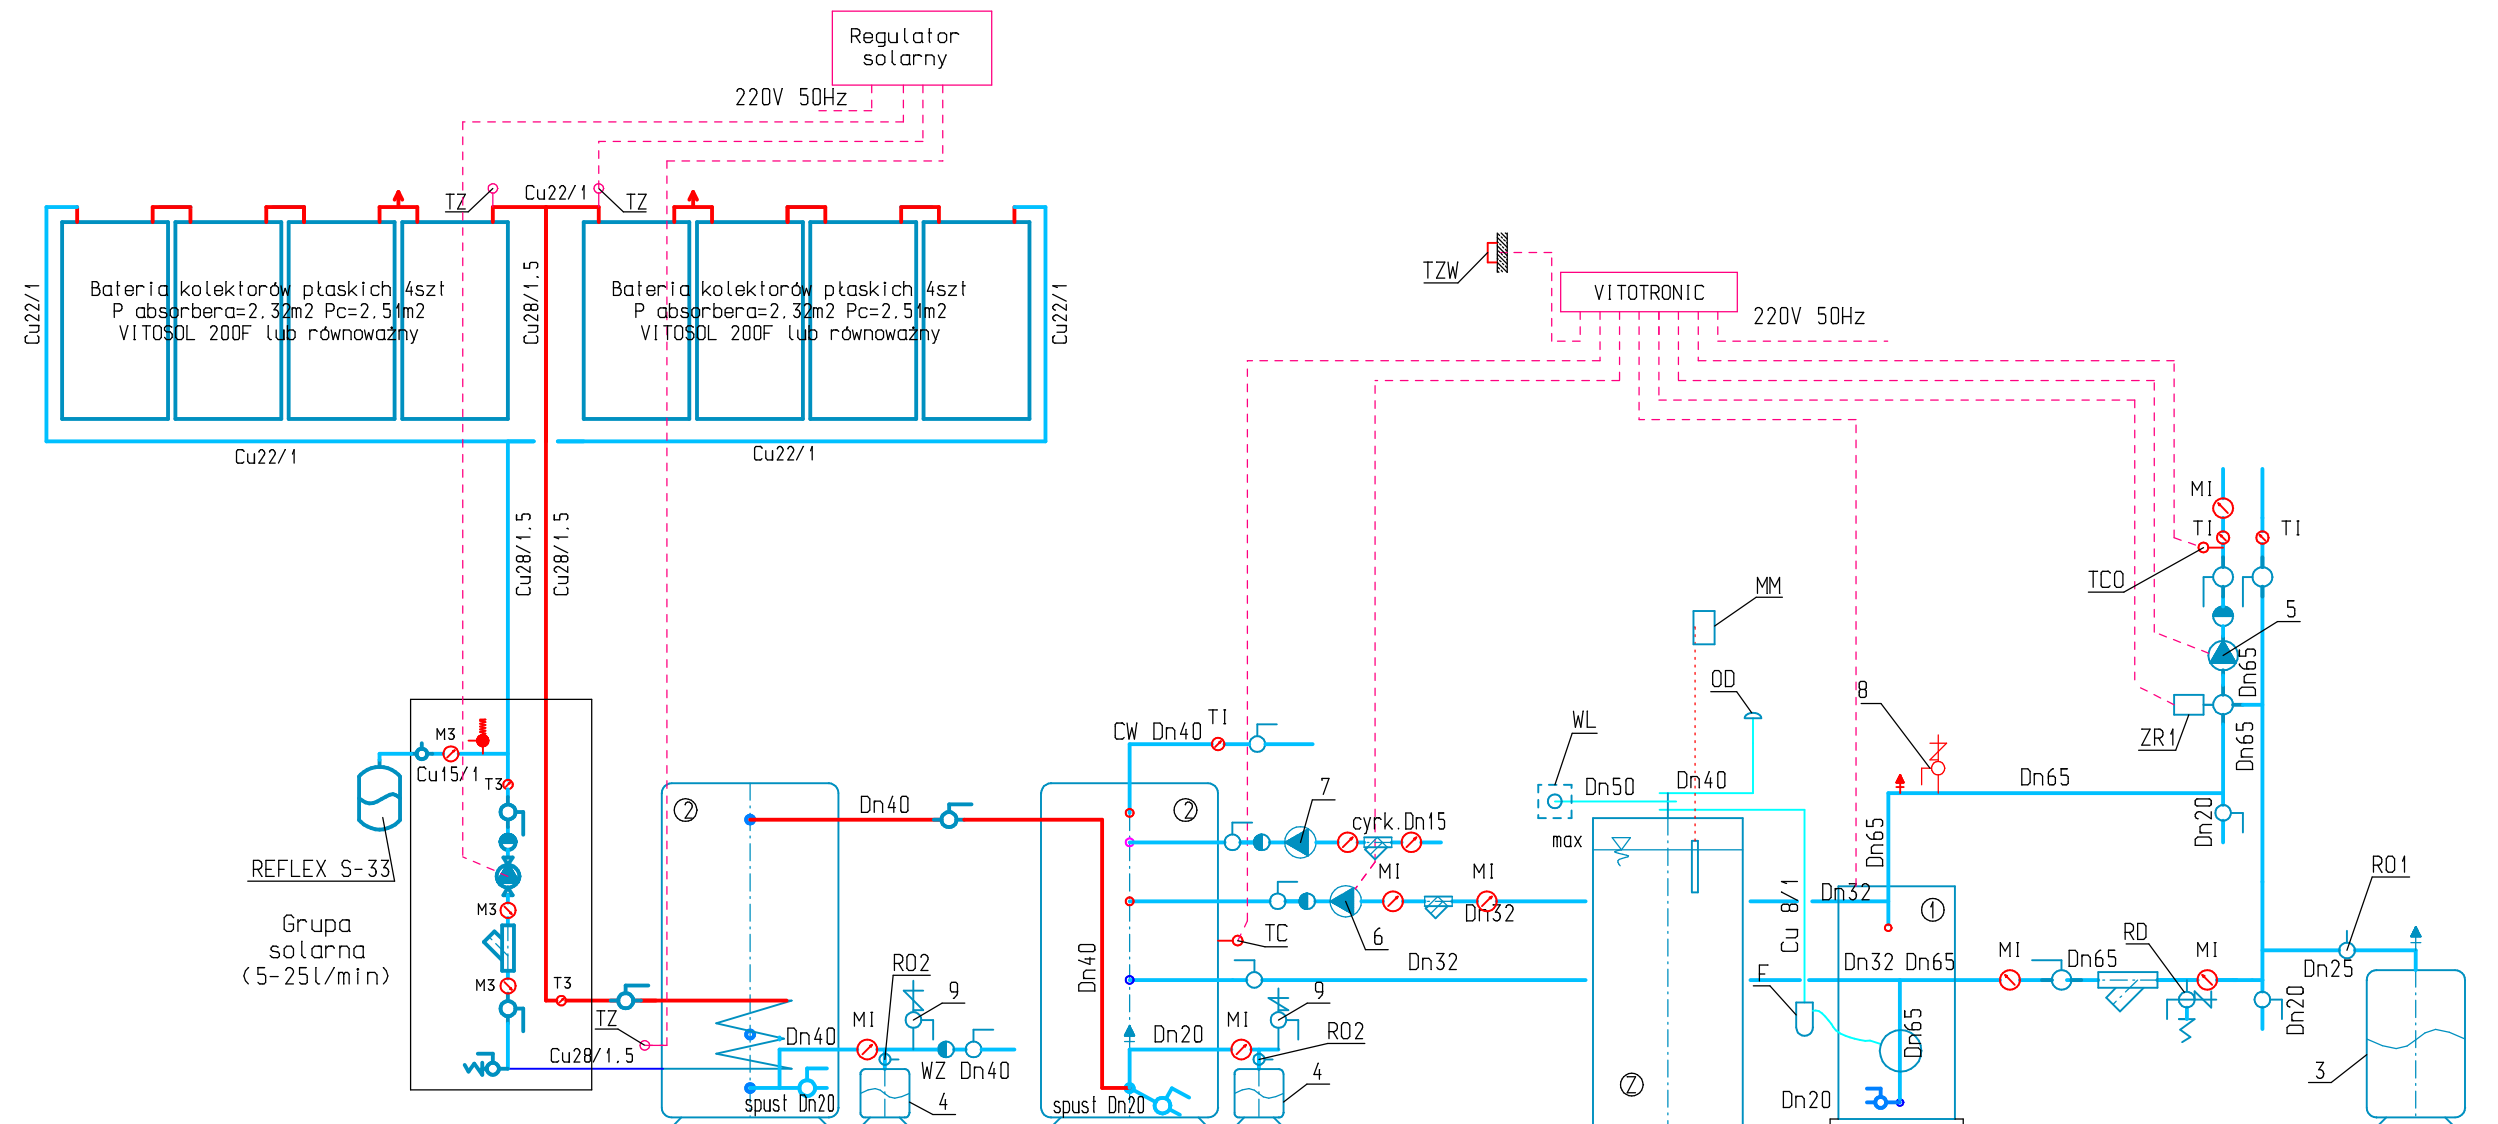 Regulator
solarny
220V 50Hz
TZ
Cu22/1
TZ
TZW
VITOTRONIC
220V 50Hz
Cu22/1
Bateria kolektorów płaskich 4szt
P absorbera=2.32m2 Pc=2.51m2
VITOSOL 200F lub równoważny
Cu28/1.5
Bateria kolektorów płaskich 4szt
P absorbera=2.32m2 Pc=2.51m2
VITOSOL 200F lub równoważny
Cu22/1
Cu22/1
Cu22/1
MI
TI
TI
Cu28/1.5
Cu28/1.5
TCO
MM
5
OD
8
Dn65
WL
ZR1
Dn65
M3
Cu15/1
T3
CW Dn40
TI
Dn50
Dn40
Dn65
2
Dn40
2
7
cyrk.Dn15
max
Dn65
Dn20
REFLEX S-33
M3
MI
MI
Dn32
Dn32
1
RO1
Grupa
solarna
(5-25l/min)
TC
6
Cu 8/1
RD
M3
T3
RO2
9
Dn40
Dn32
9
F
Dn32
Dn65
MI
Dn65
MI
Dn25
TZ
Dn40
MI
Dn20
MI
RO2
Dn65
Dn20
Cu28/1.5
WZ
Dn40
4
4
Z
Dn20
3
spust Dn20
spust Dn20